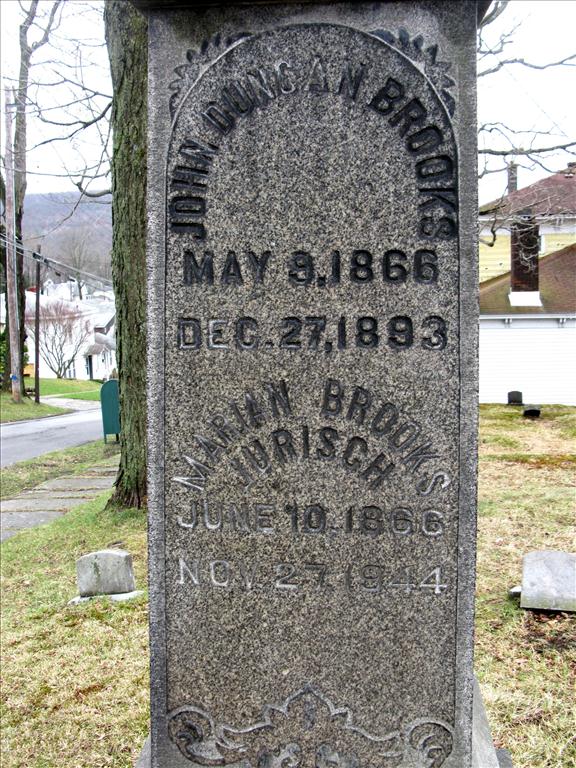 JOHN DUNCAN BROOKS
MAY 9, 1866
DEC. 27, 1893
MARIAN BROOKS
JURISCH
JUNE 10, 1866
NOV. 27, 1944